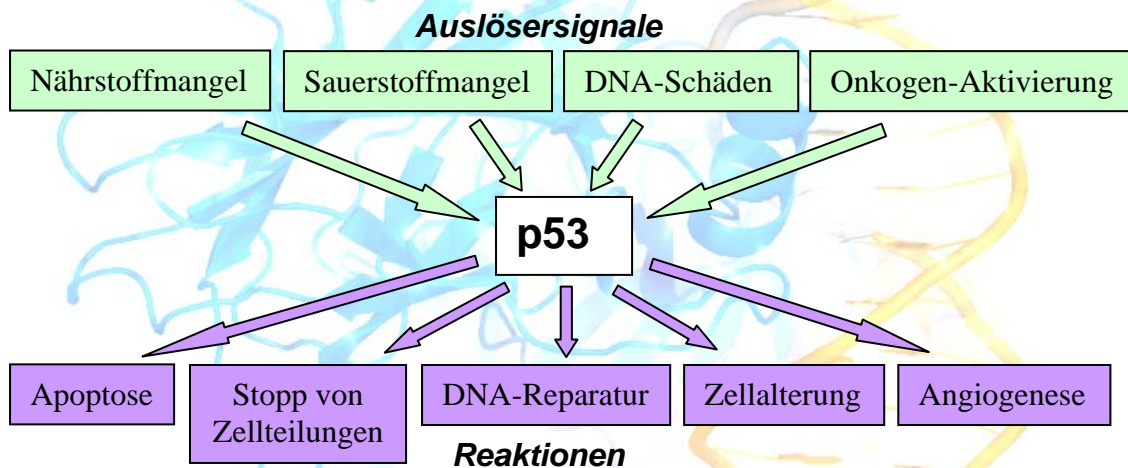 Auslösersignale
Nährstoffmangel
Sauerstoffmangel
DNA-Schäden
Onkogen-Aktivierung
p53
Apoptose
Stopp von
Zellteilungen
DNA-Reparatur
Zellalterung
Angiogenese
Reaktionen